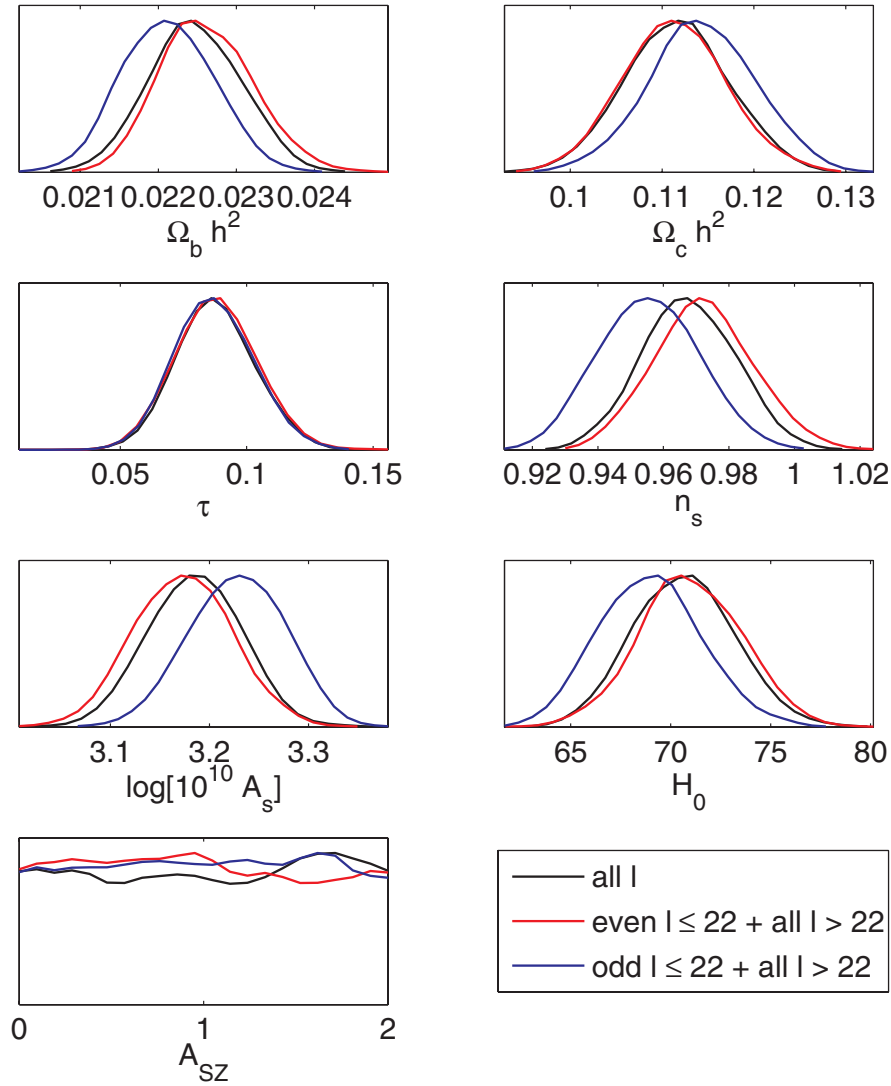 0.021 0.022 0.023 0.024
Ω_b h^2
0.1 0.11 0.12 0.13
Ω_c h^2
0.05 0.1 0.15
τ
0.92 0.94 0.96 0.98 1 1.02
n_s
3.1 3.2 3.3
log[10^10 A_s]
65 70 75 80
H_0
0 1 2
A_SZ
all l
even l ≤ 22 + all l > 22
odd l ≤ 22 + all l > 22